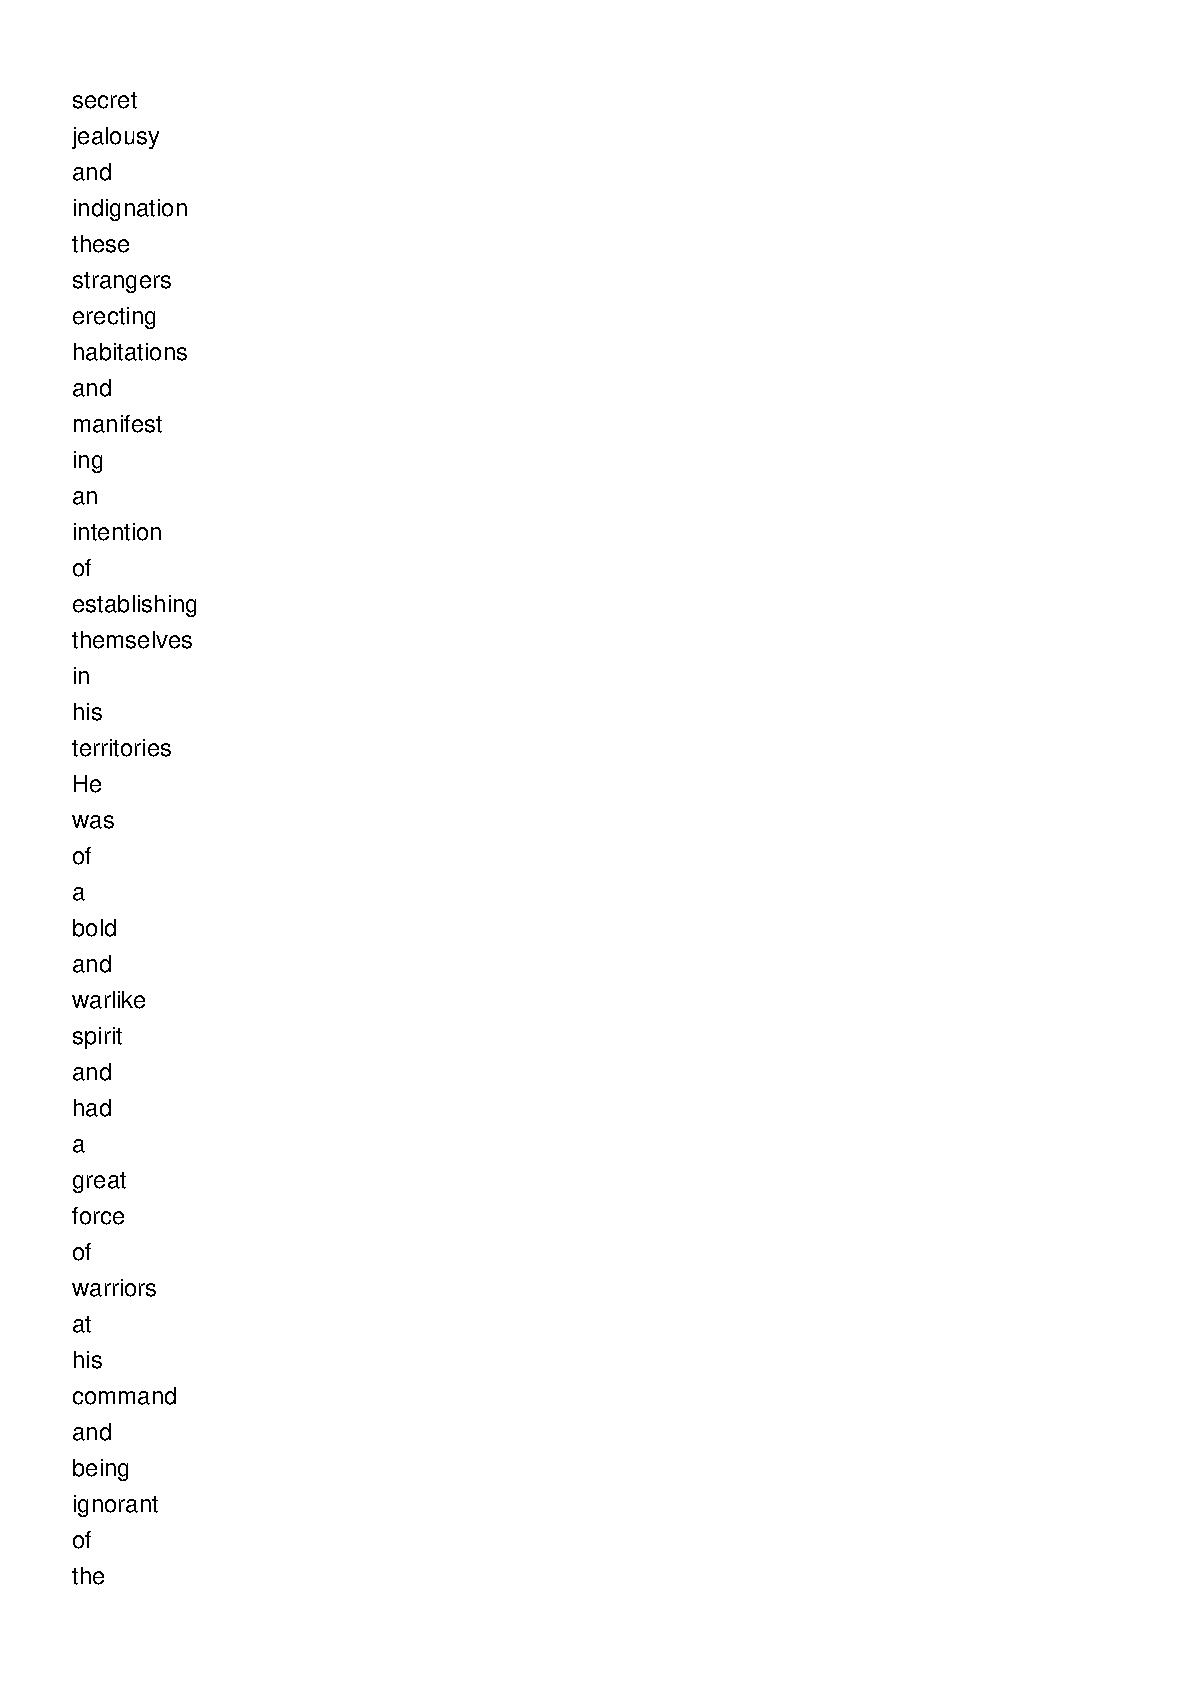 secret
jealousy
and
indignation
these
strangers
erecting
habitations
and
manifest
ing
an
intention
of
establishing
themselves
in
his
territories
He
was
of
a
bold
and
warlike
spirit
and
had
a
great
force
of
warriors
at
his
command
and
being
ignorant
of
the